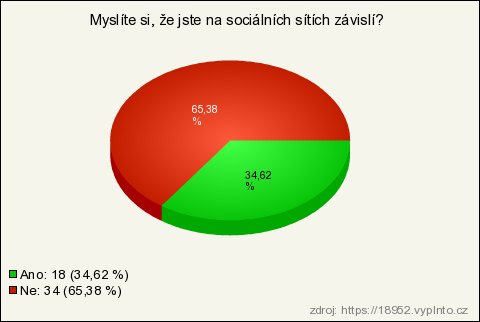 Myslíte si, že jste na sociálních sítích závislí?
65,38
%
34,62
%
Ano: 18 (34,62 %)
Ne: 34 (65,38 %)
zdroj: https://18952.vyplnto.cz